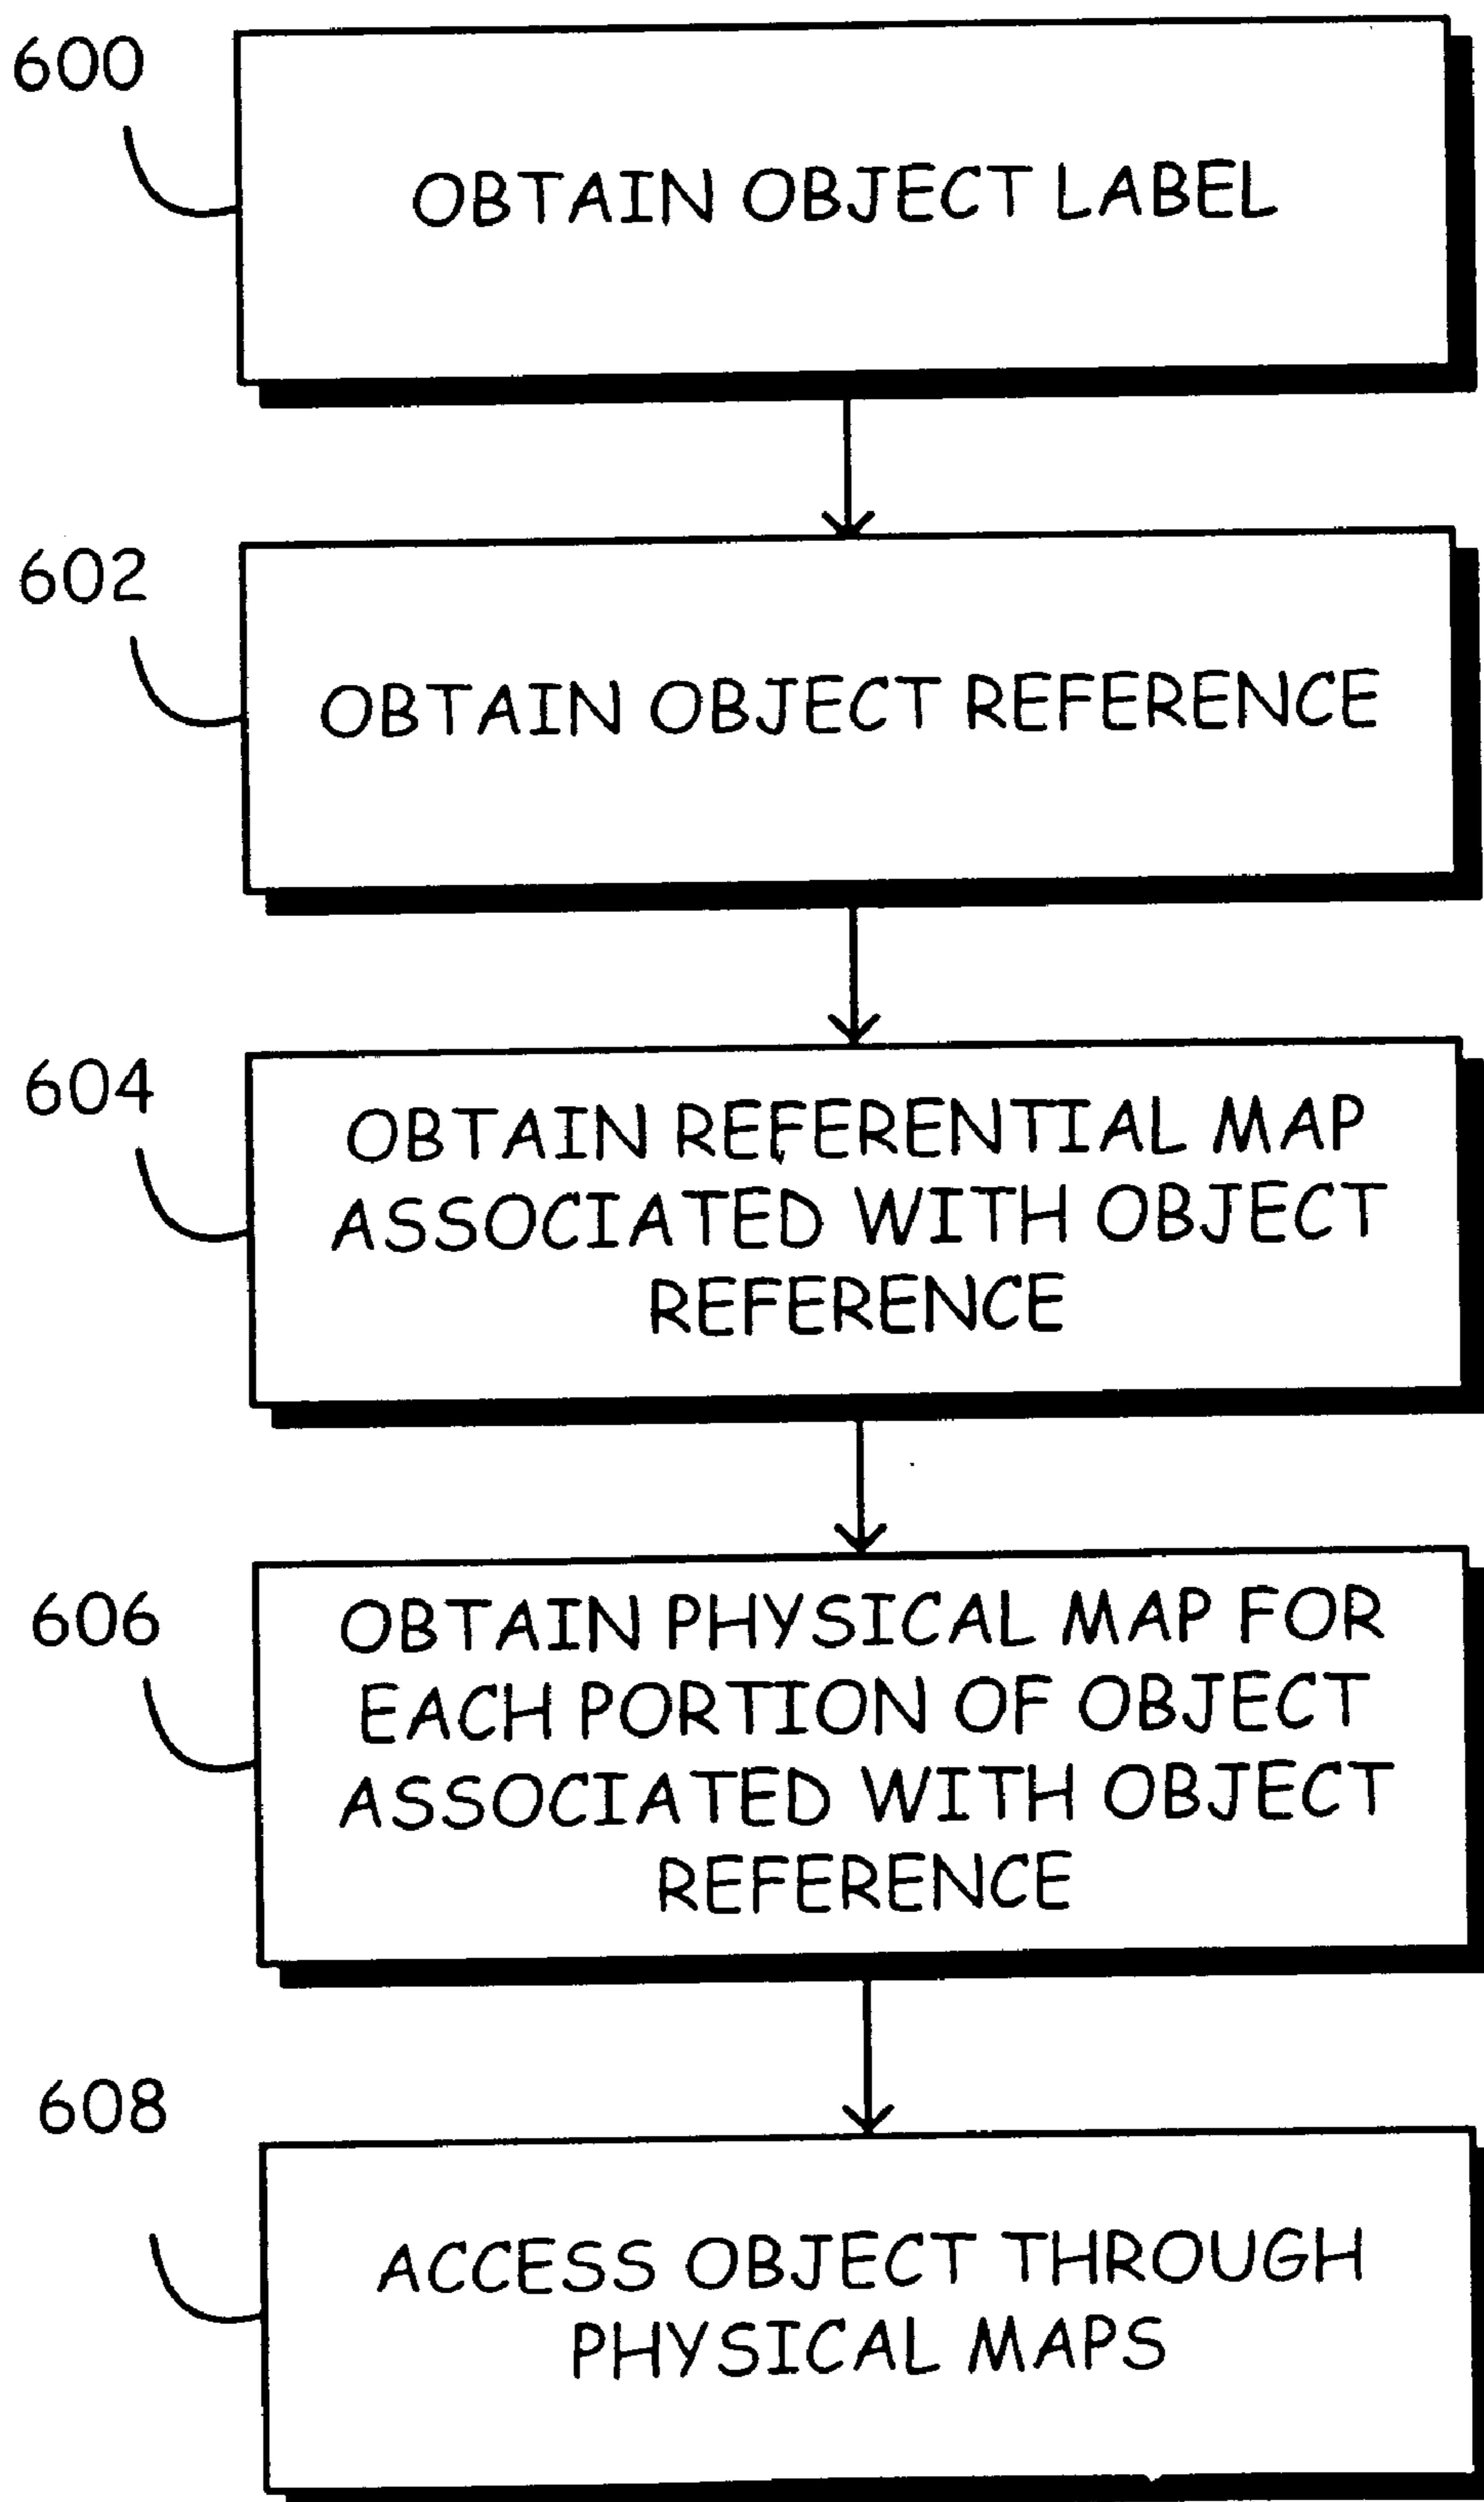 600
OBTAIN OBJECT LABEL
602
OBTAIN OBJECT REFERENCE
604
OBTAIN REFERENTIAL MAP
ASSOCIATED WITH OBJECT
REFERENCE
606
OBTAIN PHYSICAL MAP FOR
EACH PORTION OF OBJECT
ASSOCIATED WITH OBJECT
REFERENCE
608
ACCESS OBJECT THROUGH
PHYSICAL MAPS